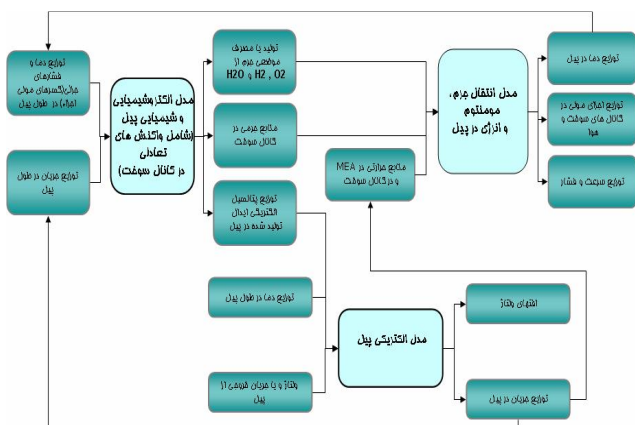 توزیع دما و
فشارهای
جزئی(کسرهای مولی
اجزاء) در طول پیل
توزیع جریان در طول
پیل
مدل الکتروشیمیایی
و شیمیایی پیل
(شامل واکنش های
تعادلی
در کانال سوخت)
تولید یا مصرف
موضعی جرم از
H2O و H2 , O2
منابع جرمی در
کانال سوخت
توزیع پتانسیل
الکتریکی ایدال
تولید شده در پیل
منابع حرارتی در MEA
و در کانال سوخت
مدل انتقال جرم،
مومنتوم
و انرژی در پیل
توزیع دما در پیل
توزیع اجزای مولی در
کانال های سوخت و
هوا
توزیع سرعت و فشار
توزیع دما در طول پیل
ولتاژ و یا جریان خروجی از
پیل
مدل الکتریکی پیل
افتهای ولتاژ
توزیع جریان در پیل